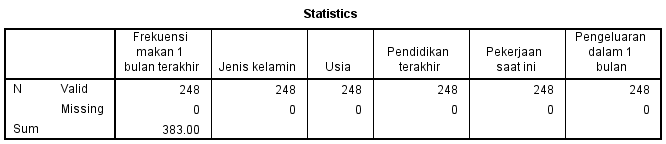 Statistics
Frekuensi makan 1 bulan terakhir Jenis kelamin Usia Pendidikan terakhir Pekerjaan saat ini Pengeluaran dalam 1 bulan
N Valid 248 248 248 248 248 248
Missing 0 0 0 0 0 0
Sum 383.00